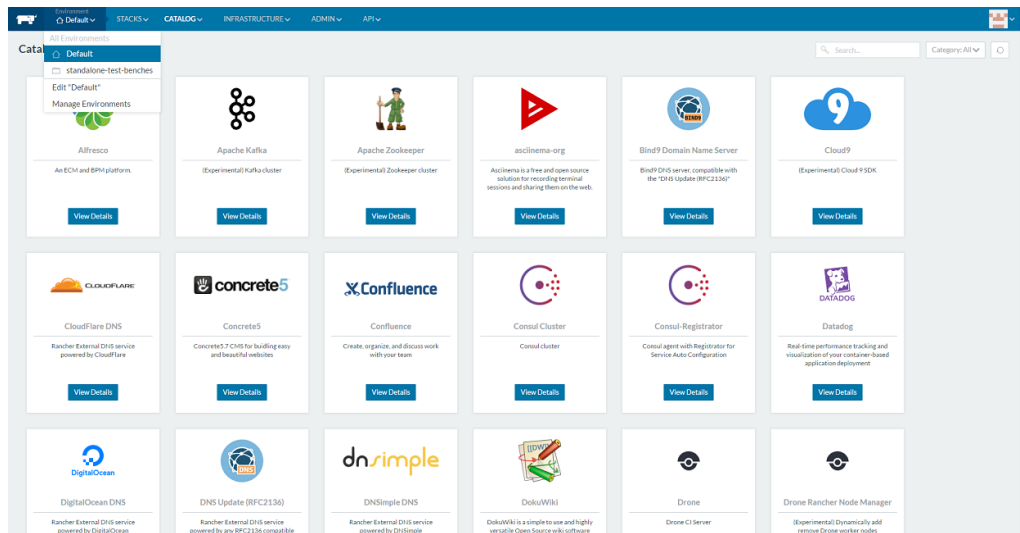 Environment
Default
STACKS
CATALOG
INFRASTRUCTURE
ADMIN
API
All Environments
Cata
Default
Search...
Category: All
standalone-test-benches
Edit "Default"
Manage Environments
BIND9
9
Alfresco
Apache Kafka
Apache Zookeeper
asciinema-org
Bind9 Domain Name Server
Cloud9
An ECM and BPM platform.
(Experimental) Kafka cluster
(Experimental) Zookeeper cluster
Asciinema is a free and open source
solution for recording terminal
sessions and sharing them on the web.
Bind9 DNS server, compatible with
the "DNS Update (RFC2136)"
(Experimental) Cloud 9 SDK
View Details
View Details
View Details
View Details
View Details
View Details
CLOUDFLARE
concrete5
Confluence
DATADOG
CloudFlare DNS
Concrete5
Confluence
Consul Cluster
Consul-Registrator
Datadog
Rancher External DNS service
powered by CloudFlare
Concrete5.7 CMS for buidling easy
and beautiful websites
Create, organize, and discuss work
with your team
Consul cluster
Consul agent with Registrator for
Service Auto Configuration
Real-time performance tracking and
visualization of your container-based
application deployment
View Details
View Details
View Details
View Details
View Details
View Details
DigitalOcean
DNS
dnsimple
DigitalOcean DNS
DNS Update (RFC2136)
DNSimple DNS
DokuWiki
Drone
Drone Rancher Node Manager
Rancher External DNS service
powered by DigitalOcean
Rancher External DNS service
powered by any RFC2136 compatible
Rancher External DNS service
powered by DNSimple
DokuWiki is a simple to use and highly
versatile Open Source wiki software
Drone CI Server
(Experimental) Dynamically add
remove Drone worker nodes